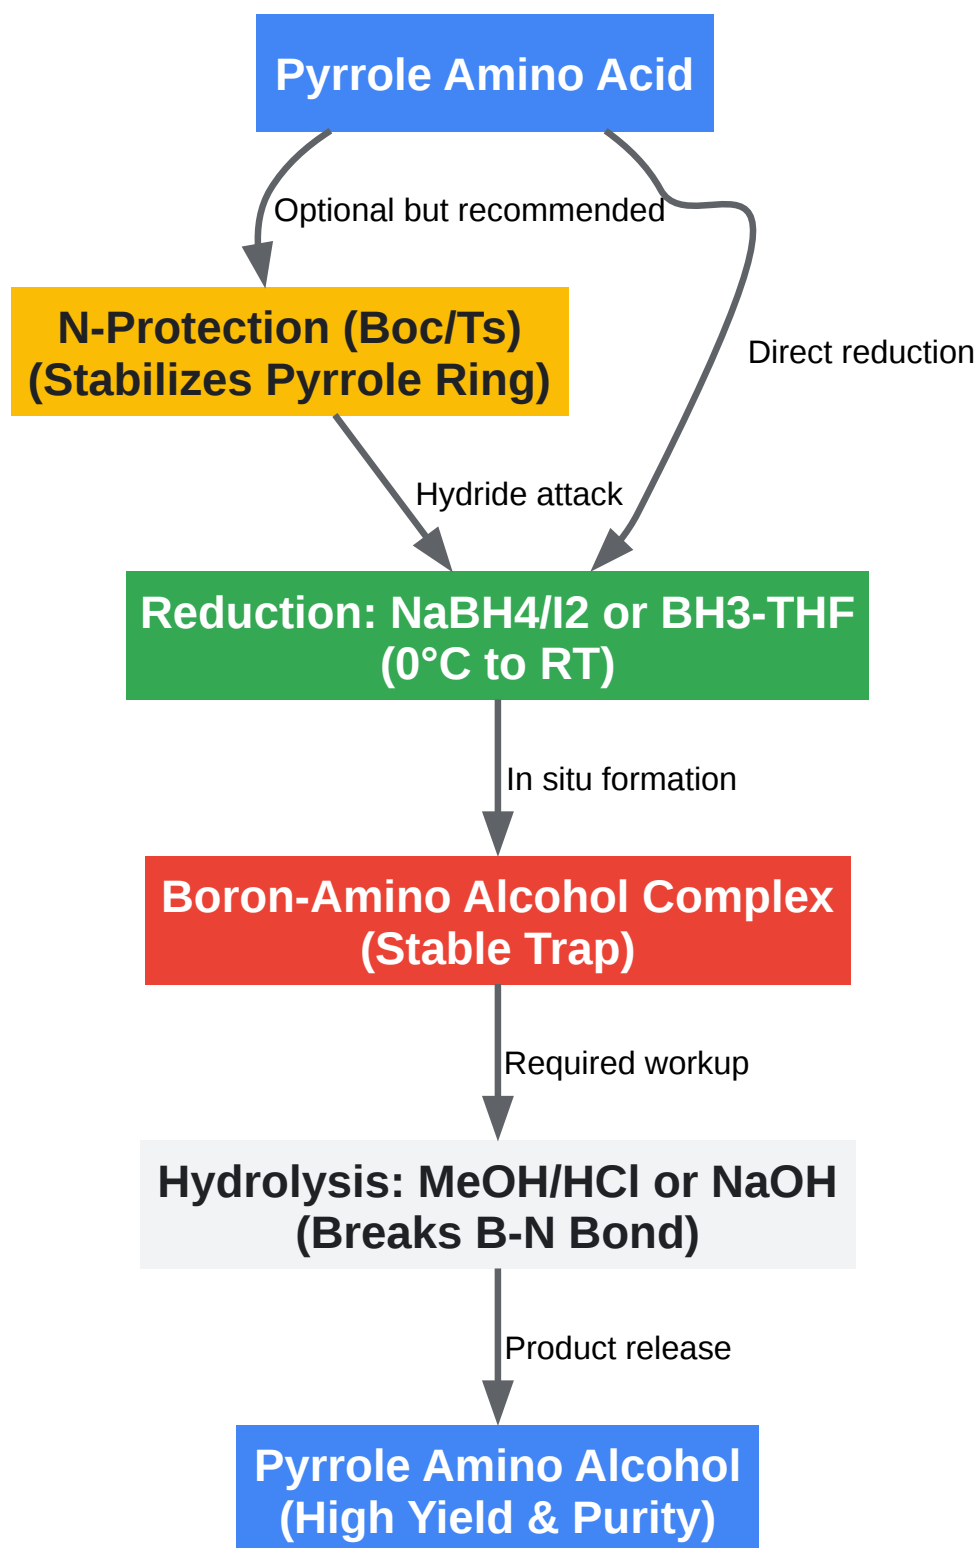 Pyrrole Amino Acid
Optional but recommended
N-Protection (Boc/Ts)
(Stabilizes Pyrrole Ring)
Direct reduction
Hydride attack
Reduction: NaBH4/I2 or BH3-THF
(0°C to RT)
In situ formation
Boron-Amino Alcohol Complex
(Stable Trap)
Required workup
Hydrolysis: MeOH/HCl or NaOH
(Breaks B-N Bond)
Product release
Pyrrole Amino Alcohol
(High Yield & Purity)